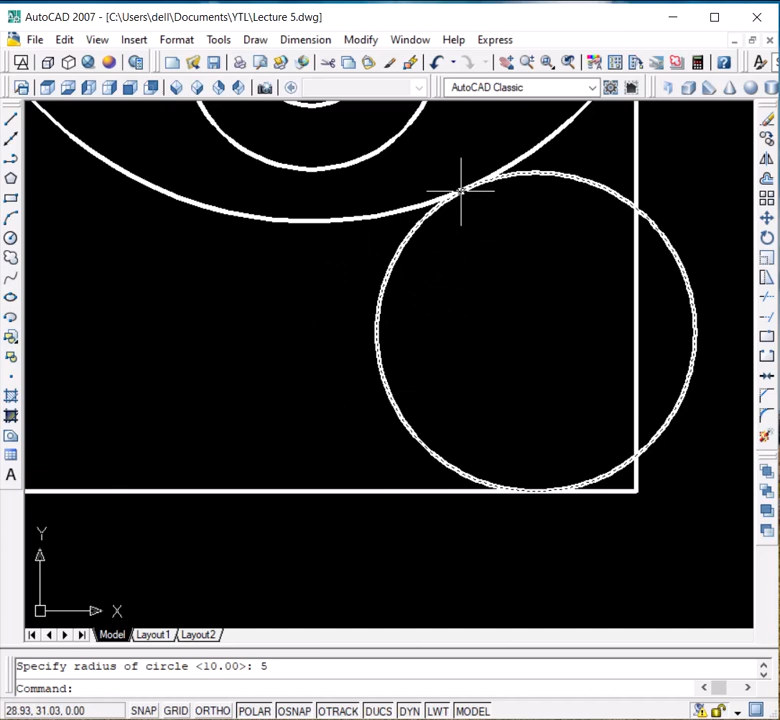 AutoCAD 2007 - [C:\Users\dell\Documents\YTL\Lecture 5.dwg]
File Edit View Insert Format Tools Draw Dimension Modify Window Help Express
AutoCAD Classic
A
Y
X
Model Layout1 Layout2
Specify radius of circle <10.00>: 5
Command:
28.93, 31.03, 0.00 SNAP GRID ORTHO POLAR OSNAP OTRACK DUCS DYN LWT MODEL